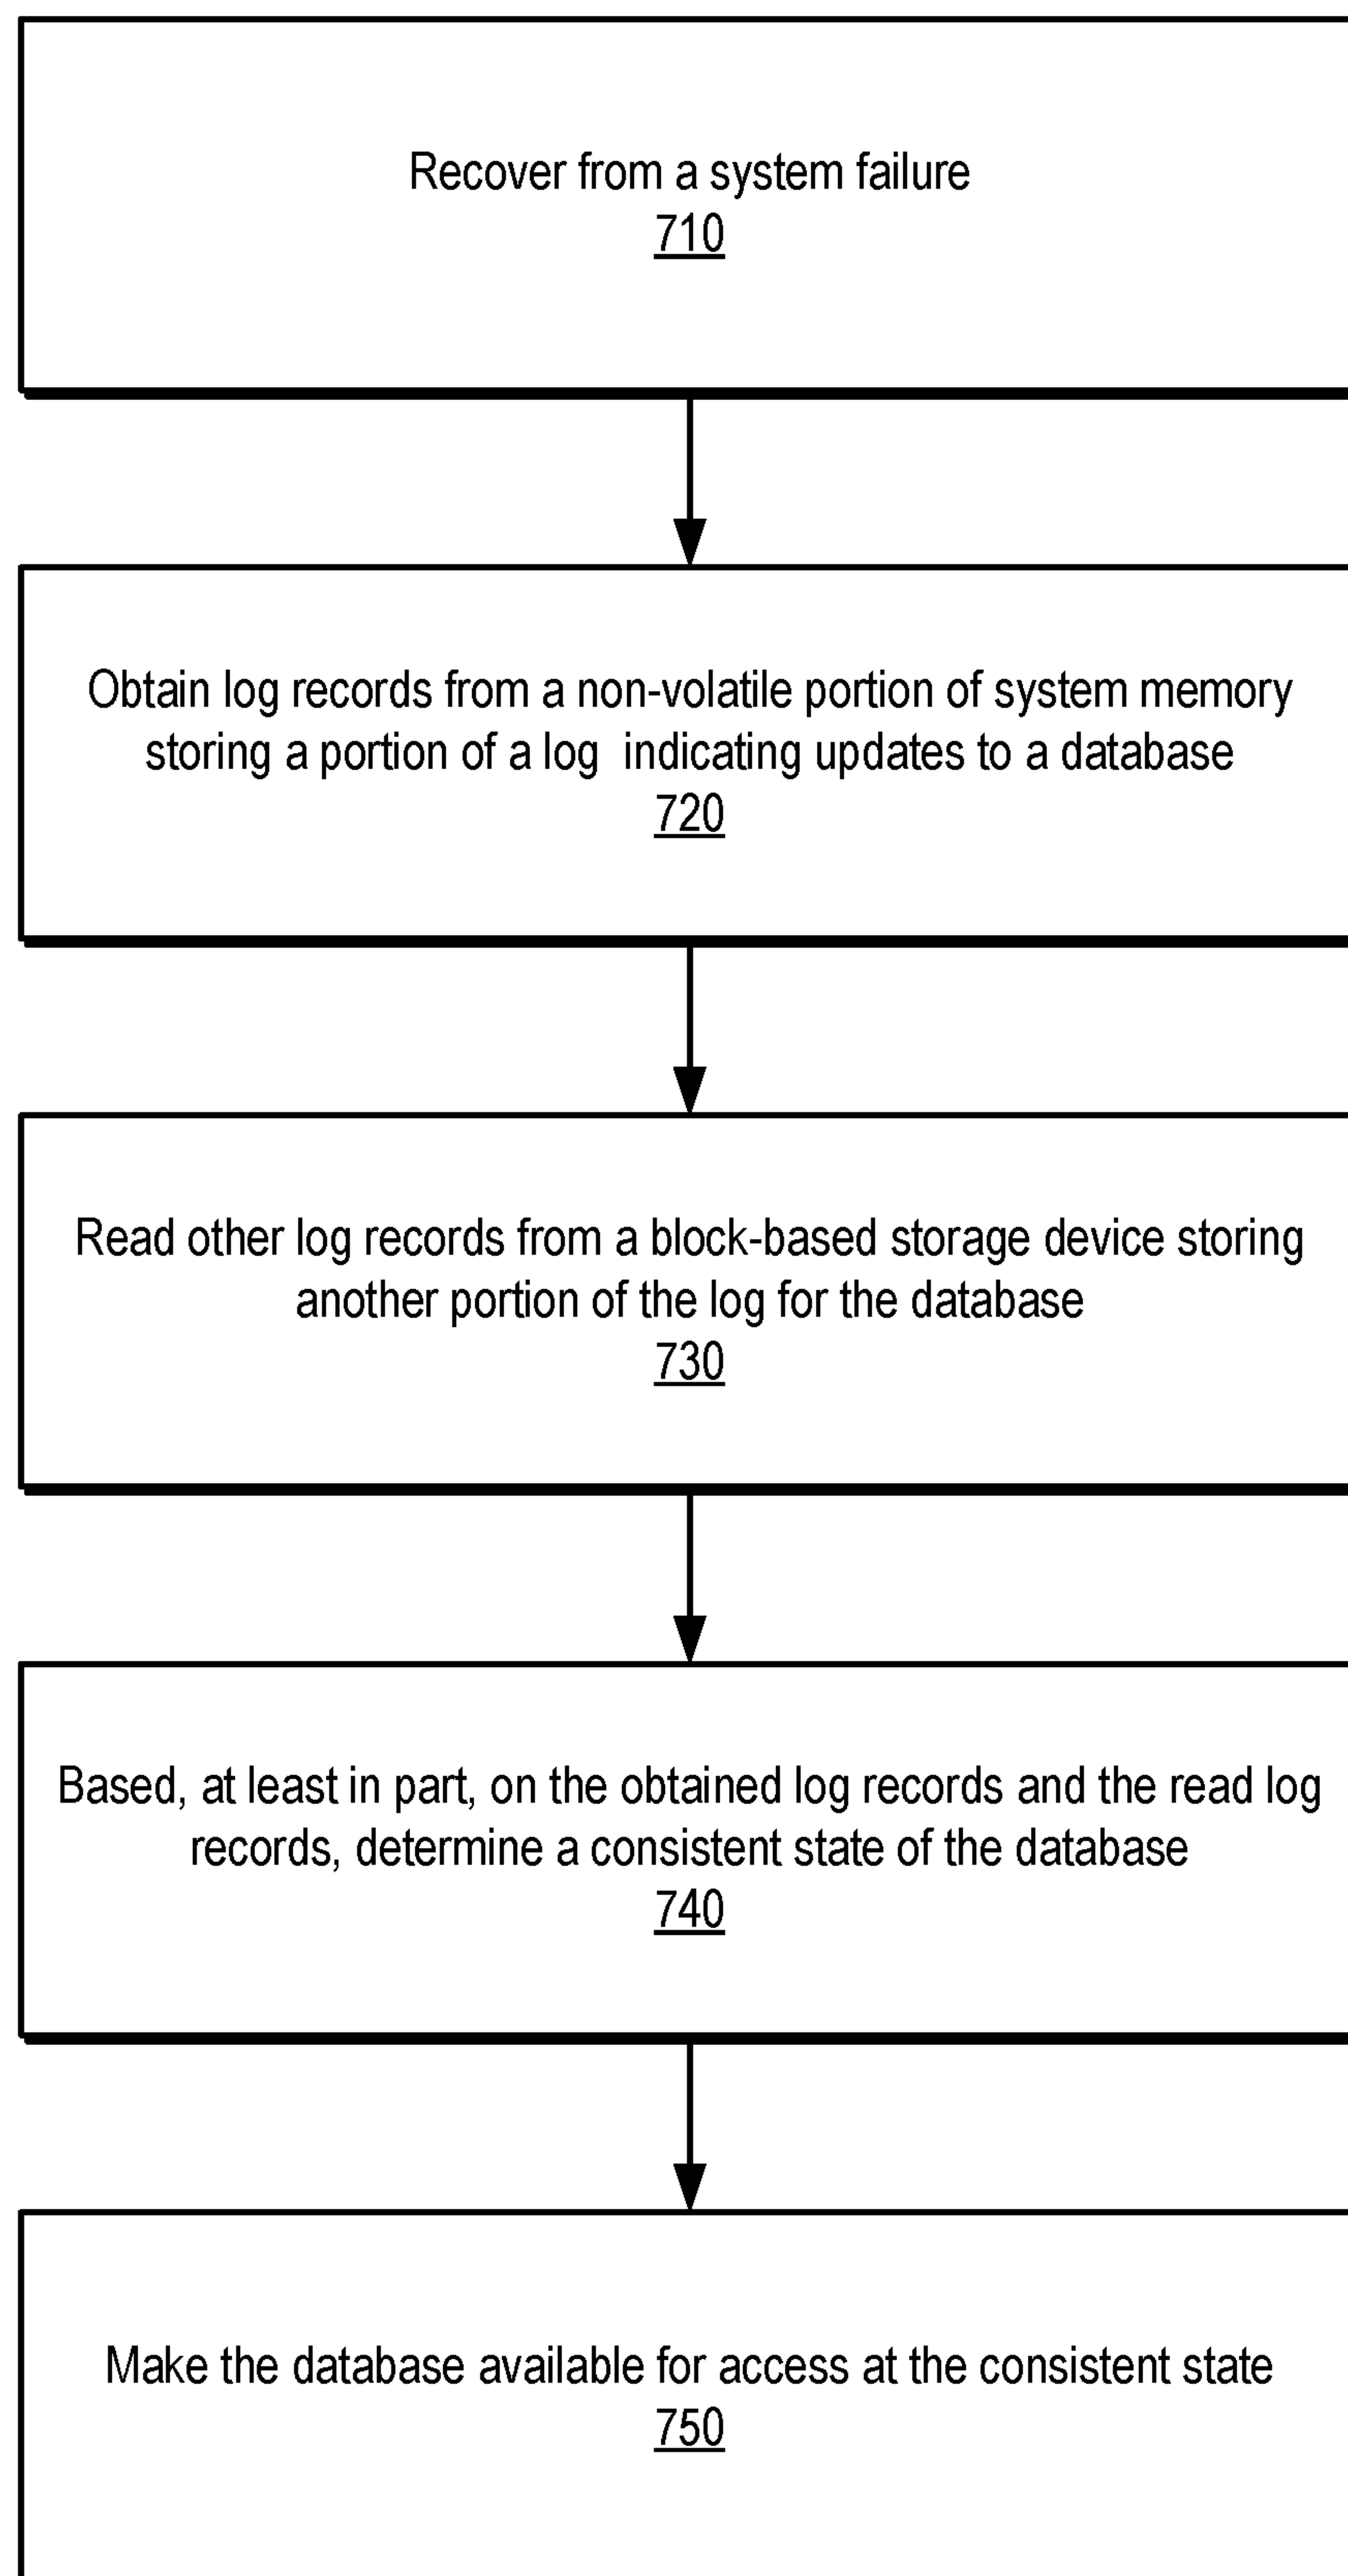 Recover from a system failure
710
Obtain log records from a non-volatile portion of system memory
storing a portion of a log  indicating updates to a database
720
Read other log records from a block-based storage device storing
another portion of the log for the database
730
Based, at least in part, on the obtained log records and the read log
records, determine a consistent state of the database
740
Make the database available for access at the consistent state
750